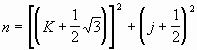 n = [(K + 1/2 √3)]² + (j + 1/2)²